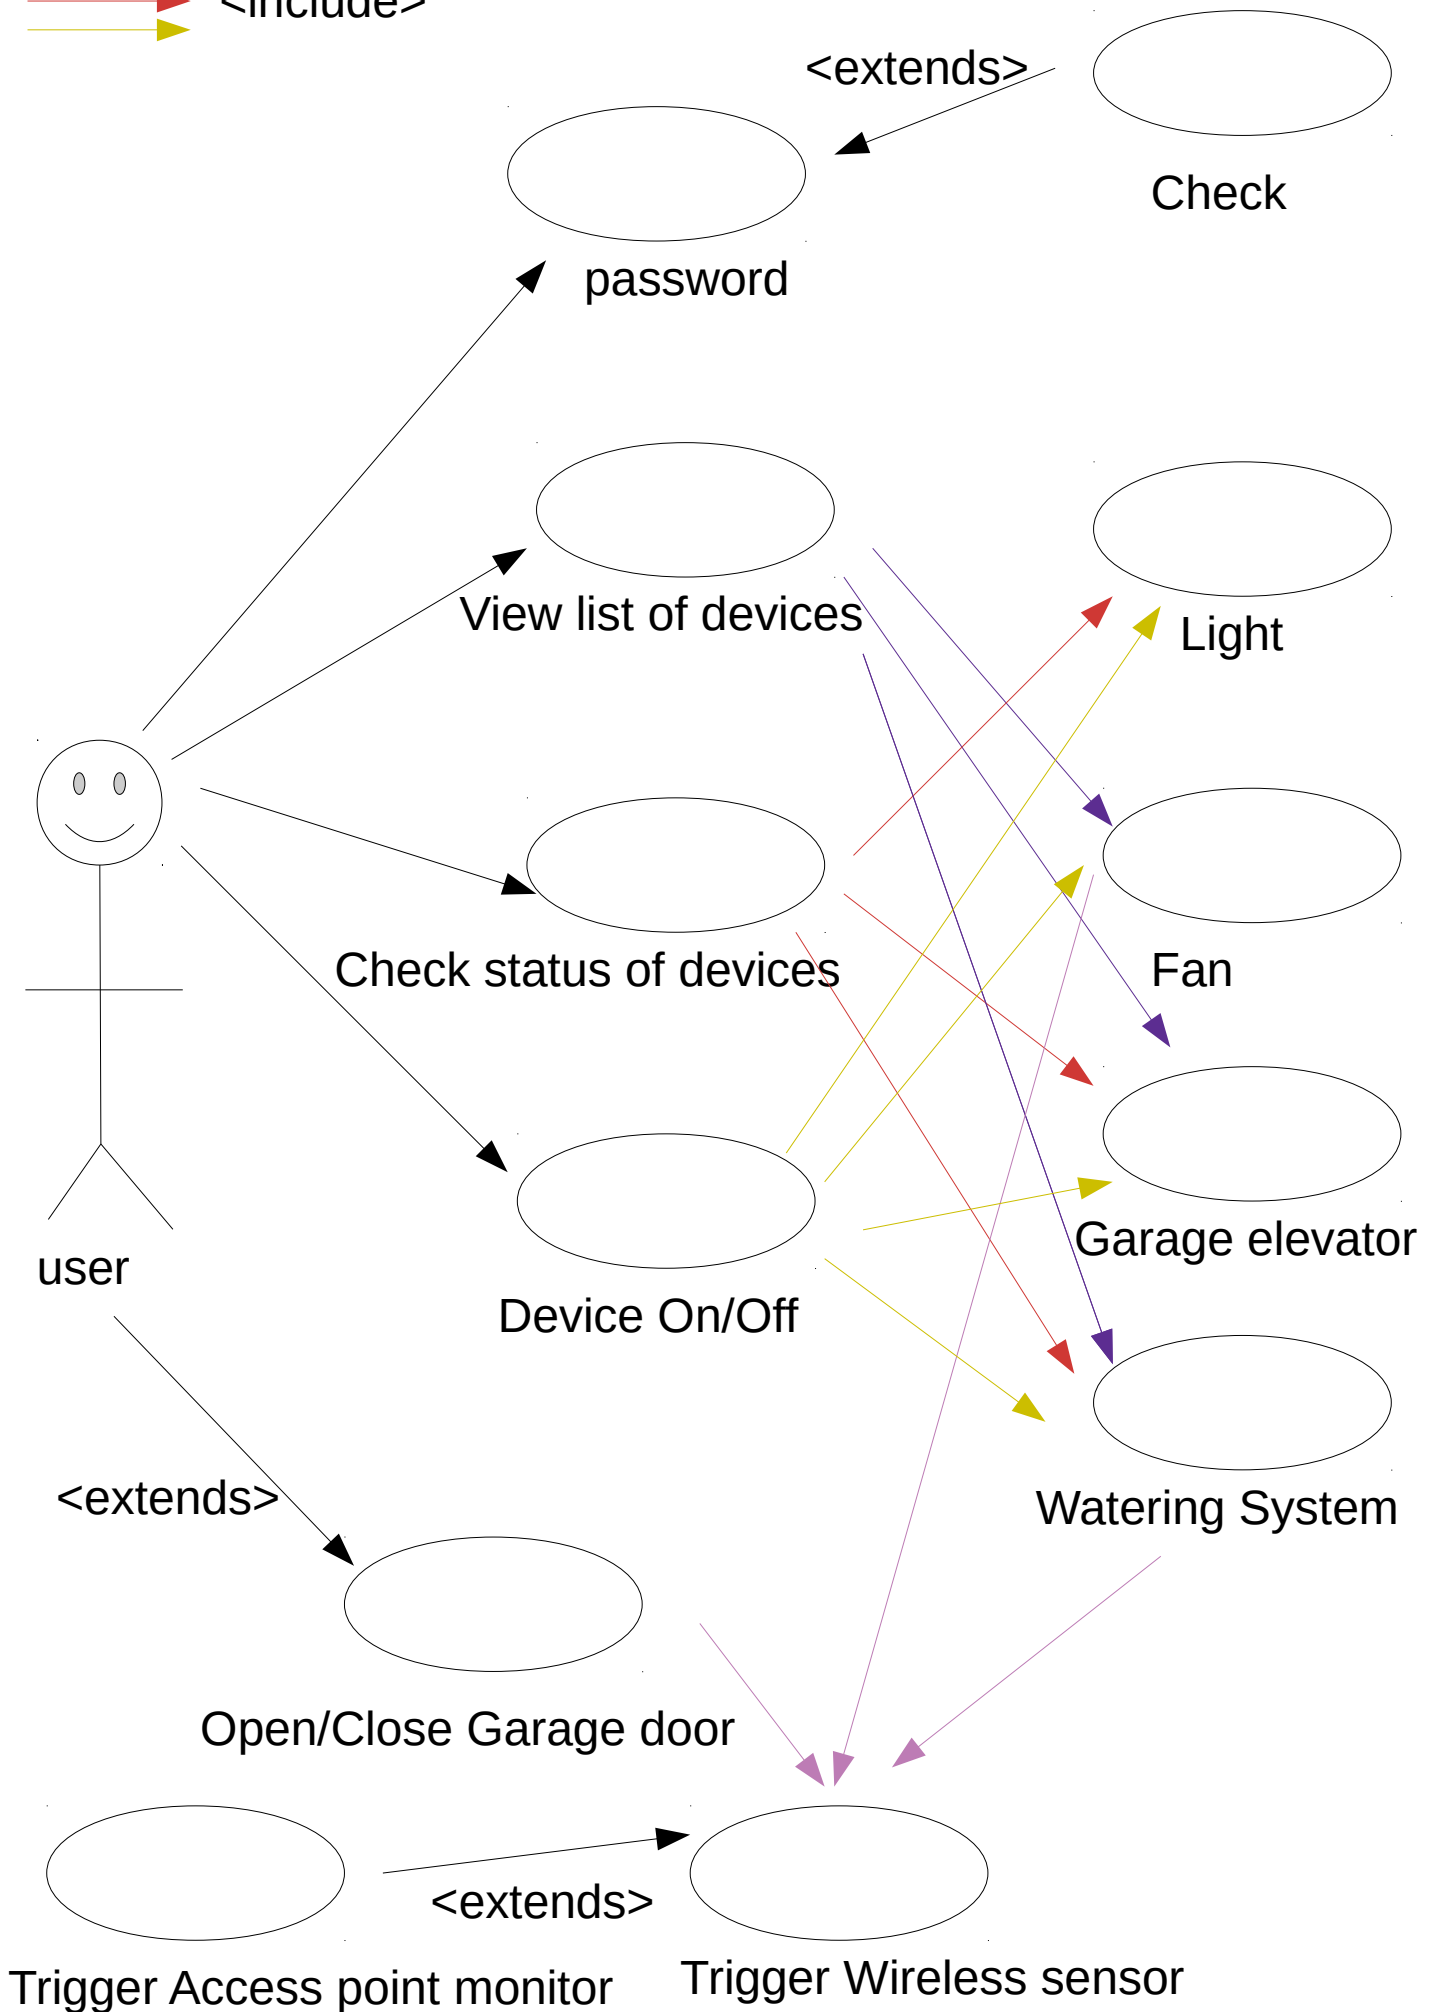 <include>
<extends>
Check
password
View list of devices
Light
Check status of devices
Fan
Garage elevator
user
Device On/Off
<extends>
Watering System
Open/Close Garage door
<extends>
Trigger Access point monitor
Trigger Wireless sensor